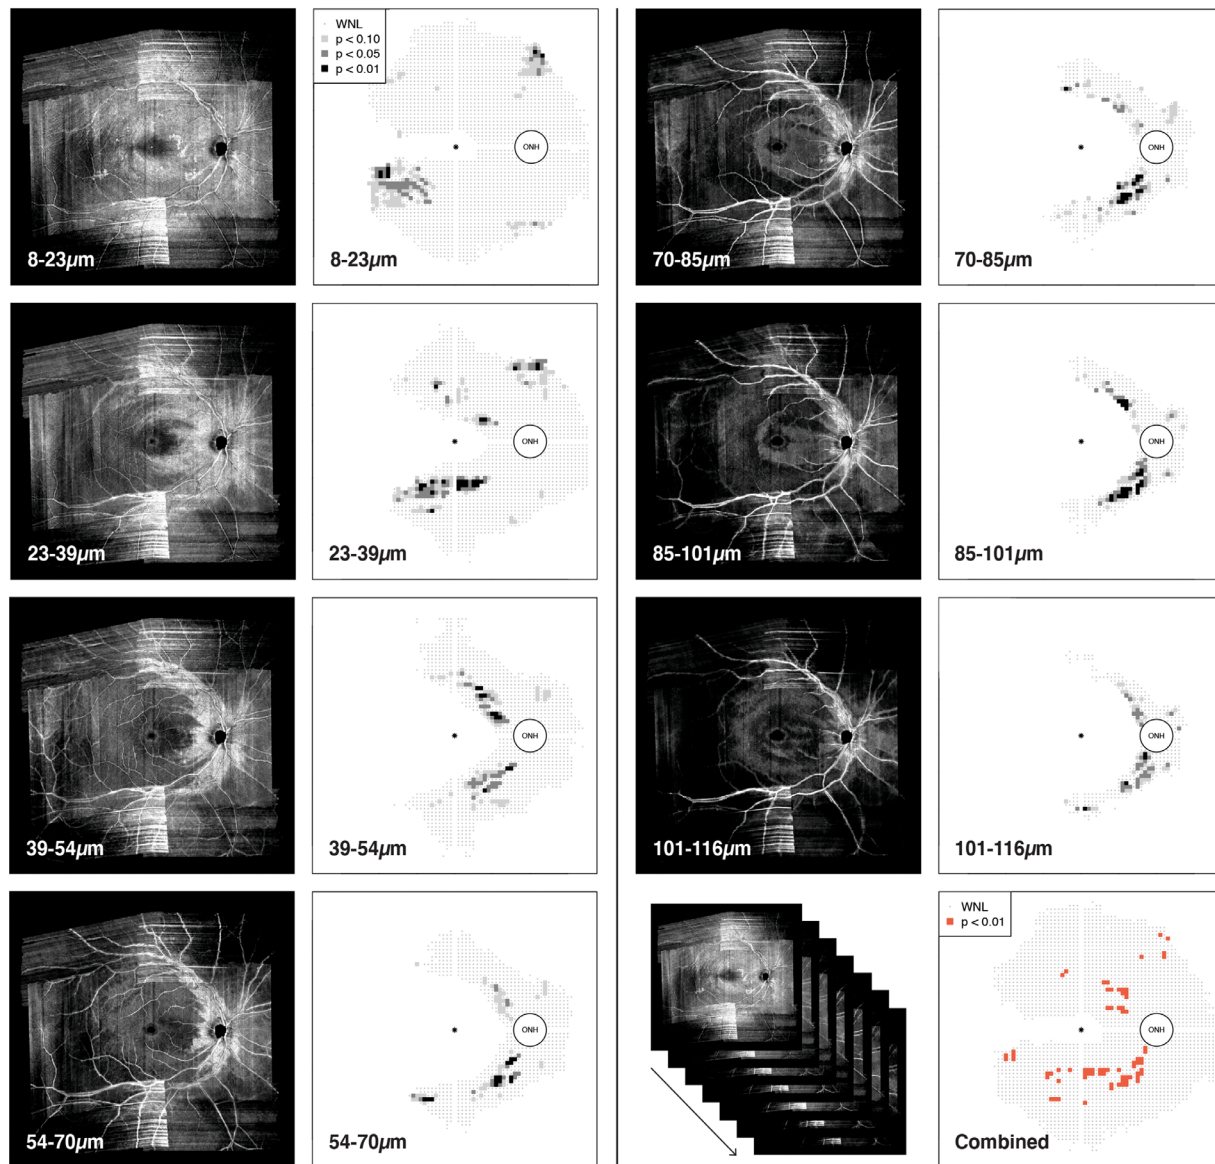 8-23µm
WNL
p < 0.10
p < 0.05
p < 0.01
ONH
8-23µm
70-85µm
ONH
70-85µm
23-39µm
ONH
23-39µm
85-101µm
ONH
85-101µm
39-54µm
ONH
39-54µm
101-116µm
ONH
101-116µm
54-70µm
ONH
54-70µm
WNL
p < 0.01
ONH
Combined